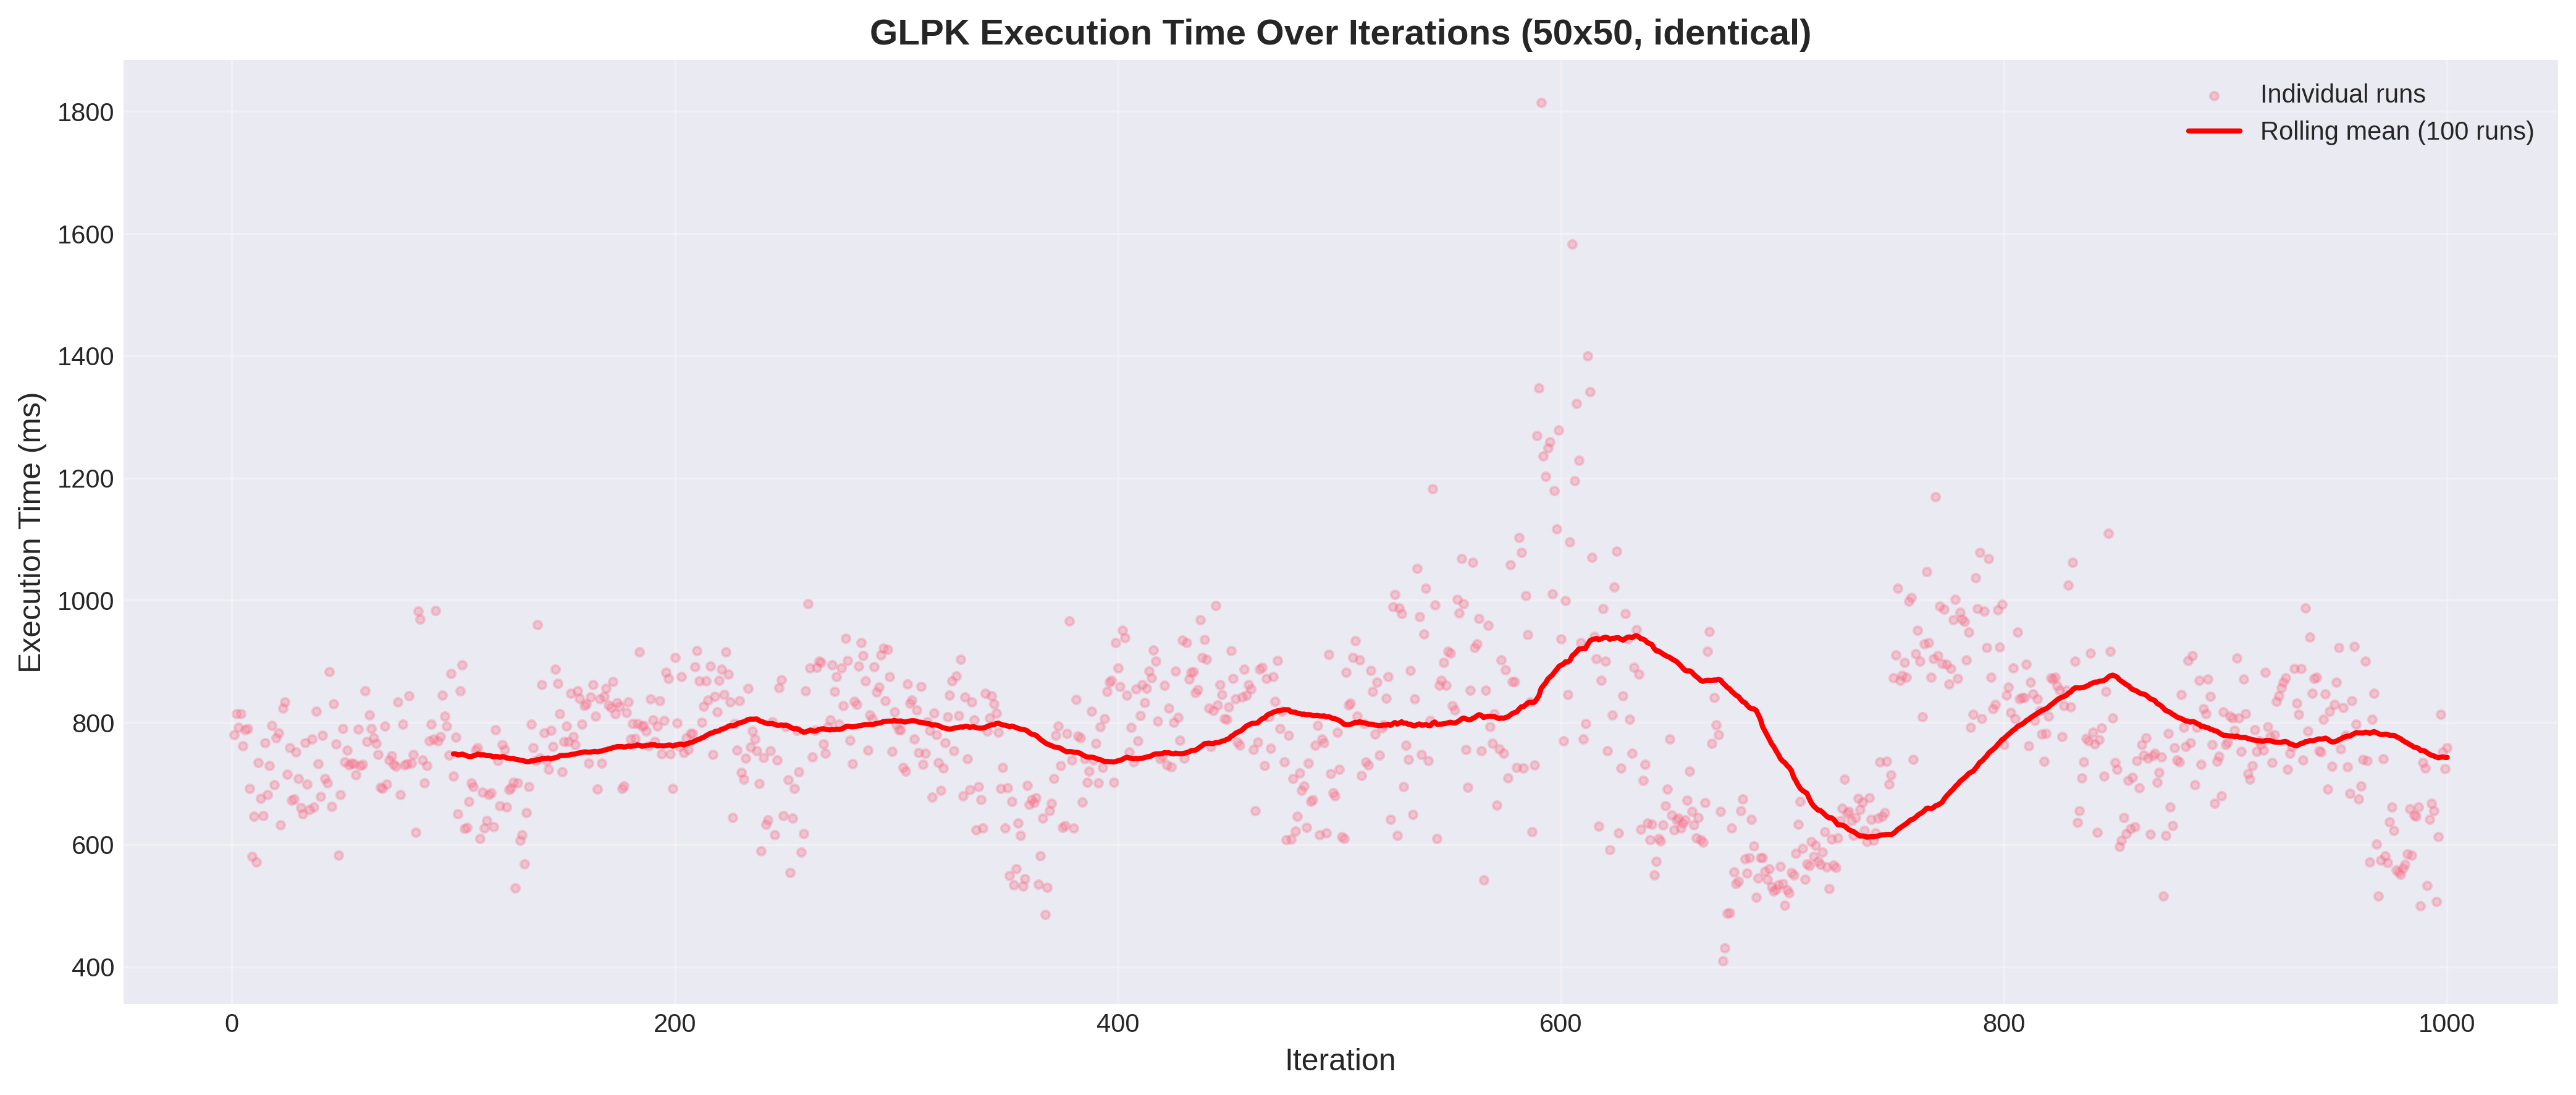 GLPK Execution Time Over Iterations (50x50, identical)
Individual runs
Rolling mean (100 runs)
Execution Time (ms)
1800
1600
1400
1200
1000
800
600
400
0
200
400
600
800
1000
Iteration